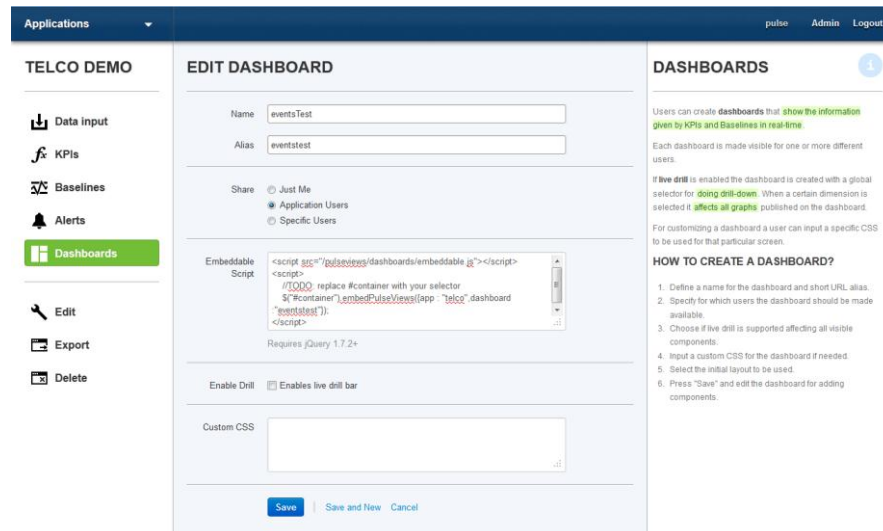 Applications
pulse Admin Logout
TELCO DEMO
Data input
fx KPIs
Baselines
Alerts
Dashboards
Edit
Export
Delete
EDIT DASHBOARD
Name eventsTest
Alias eventstest
Share Just Me
Application Users
Specific Users
Embeddable Script
<script src="/pulseviews/dashboards/embeddable.js"></script>
<script>
//TODO: replace #container with your selector
$("#container").embedPulseViews({app : "telco",dashboard
:"eventstest"});
</script>
Requires jQuery 1.7.2+
Enable Drill Enables live drill bar
Custom CSS
Save | Save and New Cancel
DASHBOARDS
i
Users can create dashboards that show the information
given by KPIs and Baselines in real-time.
Each dashboard is made visible for one or more different
users.
If live drill is enabled the dashboard is created with a global
selector for doing drill-down. When a certain dimension is
selected it affects all graphs published on the dashboard.
For customizing a dashboard a user can input a specific CSS
to be used for that particular screen.
HOW TO CREATE A DASHBOARD?
1. Define a name for the dashboard and short URL alias.
2. Specify for which users the dashboard should be made
available.
3. Choose if live drill is supported affecting all visible
components.
4. Input a custom CSS for the dashboard if needed.
5. Select the initial layout to be used.
6. Press "Save" and edit the dashboard for adding
components.